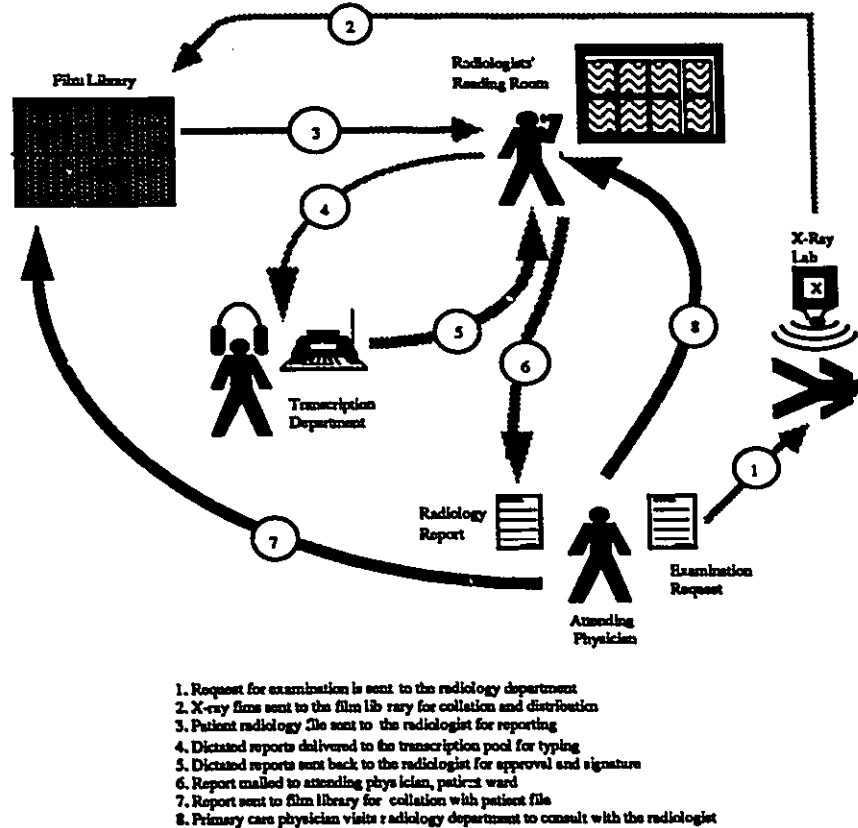 2
Film Library
Radiologists'
Reading Room
3
4
X-Ray
Lab
X
5
8
6
Transcription
Department
1
Radiology
Report
7
Examination
Request
Attending
Physician
1. Request for examination is sent to the radiology department
2. X-ray fims sent to the film lib rary for collation and distribution
3. Patient radiology file sent to the radiologist for reporting
4. Dictated reports delivered to the transcription pool for typing
5. Dictated reports sent back to the radiologist for approval and signature
6. Report mailed to attending physician, patient ward
7. Report sent to film library for collation with patient file
8. Primary care physician visits radiology department to consult with the radiologist